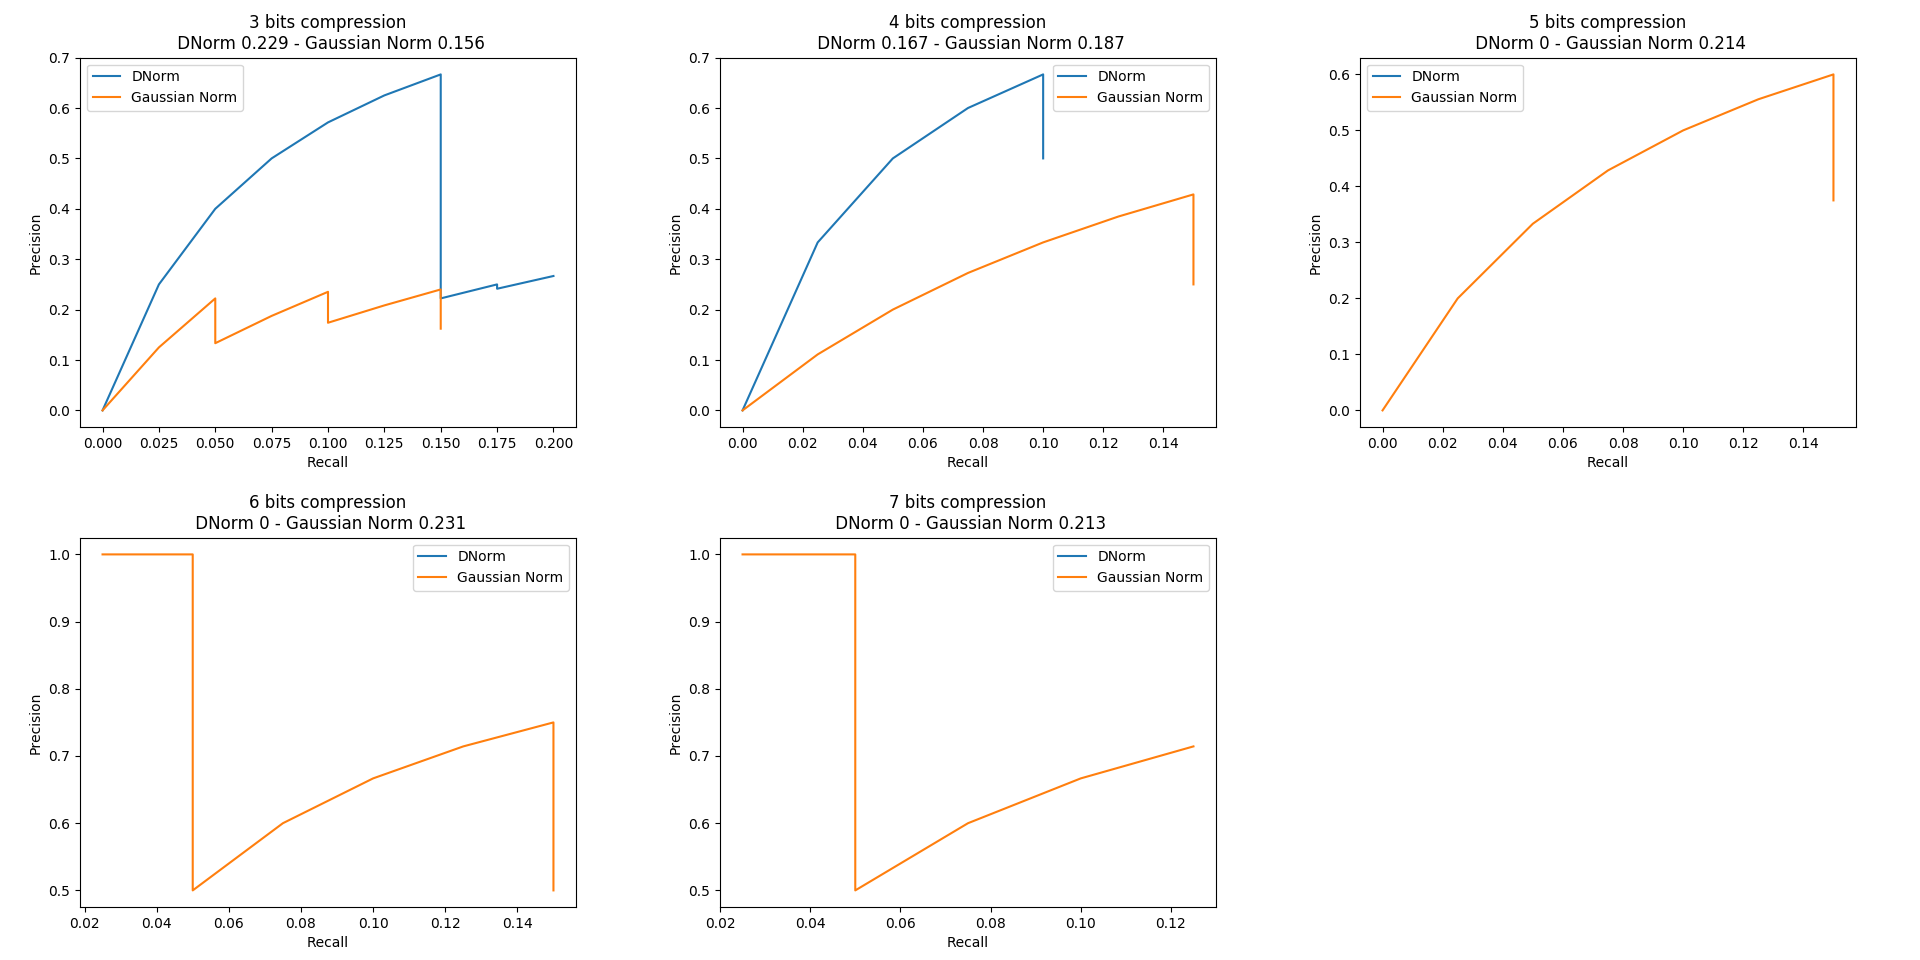 3 bits compression
DNorm 0.229 - Gaussian Norm 0.156
DNorm
Gaussian Norm
Precision
0.7
0.6
0.5
0.4
0.3
0.2
0.1
0.0
0.000 0.025 0.050 0.075 0.100 0.125 0.150 0.175 0.200
Recall
4 bits compression
DNorm 0.167 - Gaussian Norm 0.187
DNorm
Gaussian Norm
Precision
0.7
0.6
0.5
0.4
0.3
0.2
0.1
0.0
0.00 0.02 0.04 0.06 0.08 0.10 0.12 0.14
Recall
5 bits compression
DNorm 0 - Gaussian Norm 0.214
DNorm
Gaussian Norm
Precision
0.6
0.5
0.4
0.3
0.2
0.1
0.0
0.00 0.02 0.04 0.06 0.08 0.10 0.12 0.14
Recall
6 bits compression
DNorm 0 - Gaussian Norm 0.231
DNorm
Gaussian Norm
Precision
1.0
0.9
0.8
0.7
0.6
0.5
0.02 0.04 0.06 0.08 0.10 0.12 0.14
Recall
7 bits compression
DNorm 0 - Gaussian Norm 0.213
DNorm
Gaussian Norm
Precision
1.0
0.9
0.8
0.7
0.6
0.5
0.02 0.04 0.06 0.08 0.10 0.12
Recall